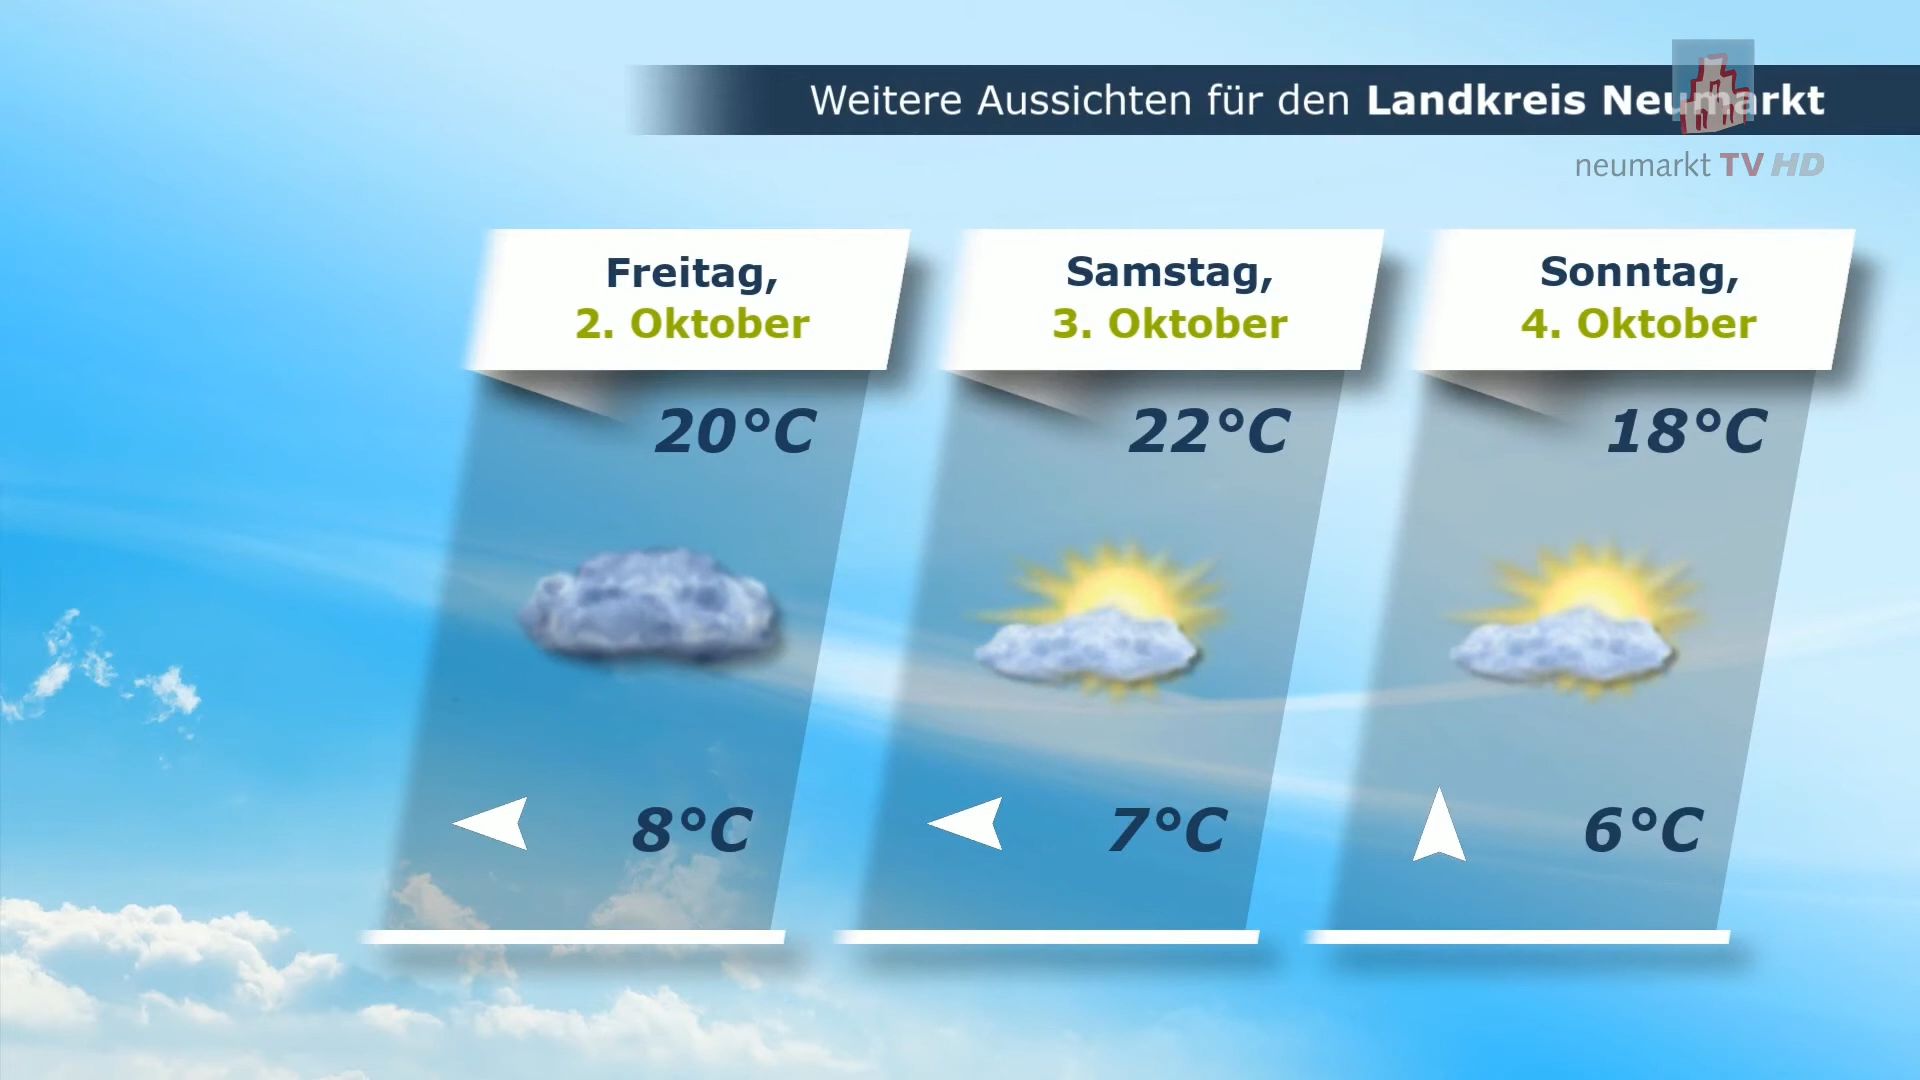 Weitere Aussichten für den Landkreis Neumarkt
neumarkt TV HD
Freitag,
2. Oktober
20°C
8°C
Samstag,
3. Oktober
22°C
7°C
Sonntag,
4. Oktober
18°C
6°C